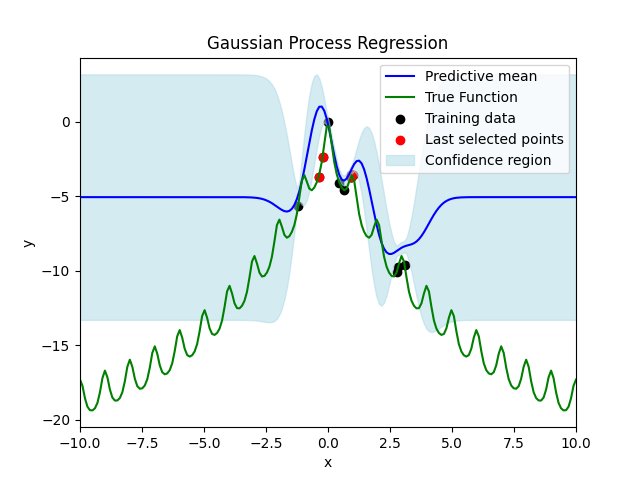 Gaussian Process Regression
Predictive mean
True Function
Training data
Last selected points
Confidence region
y
0
−5
−10
−15
−20
−10.0 −7.5 −5.0 −2.5 0.0 2.5 5.0 7.5 10.0
x